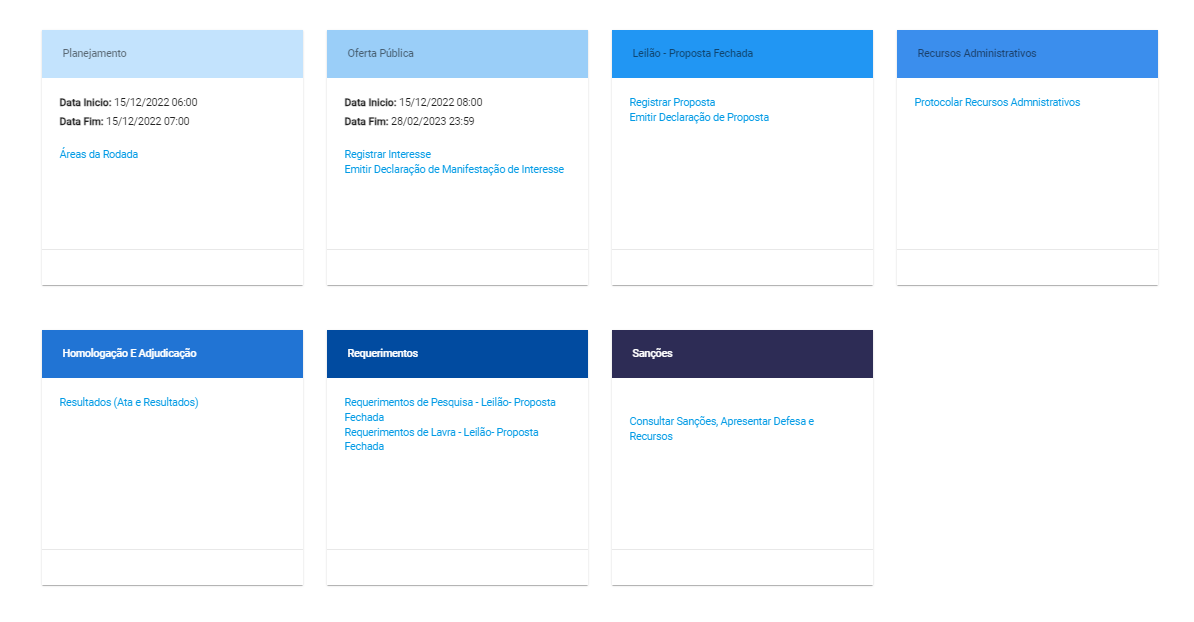 Planejamento
Data Inicio: 15/12/2022 06:00
Data Fim: 15/12/2022 07:00
Áreas da Rodada
Oferta Pública
Data Inicio: 15/12/2022 08:00
Data Fim: 28/02/2023 23:59
Registrar Interesse
Emitir Declaração de Manifestação de Interesse
Leilão - Proposta Fechada
Registrar Proposta
Emitir Declaração de Proposta
Recursos Administrativos
Protocolar Recursos Admnistrativos
Homologação E Adjudicação
Resultados (Ata e Resultados)
Requerimentos
Requerimentos de Pesquisa - Leilão- Proposta
Fechada
Requerimentos de Lavra - Leilão- Proposta
Fechada
Sanções
Consultar Sanções, Apresentar Defesa e
Recursos